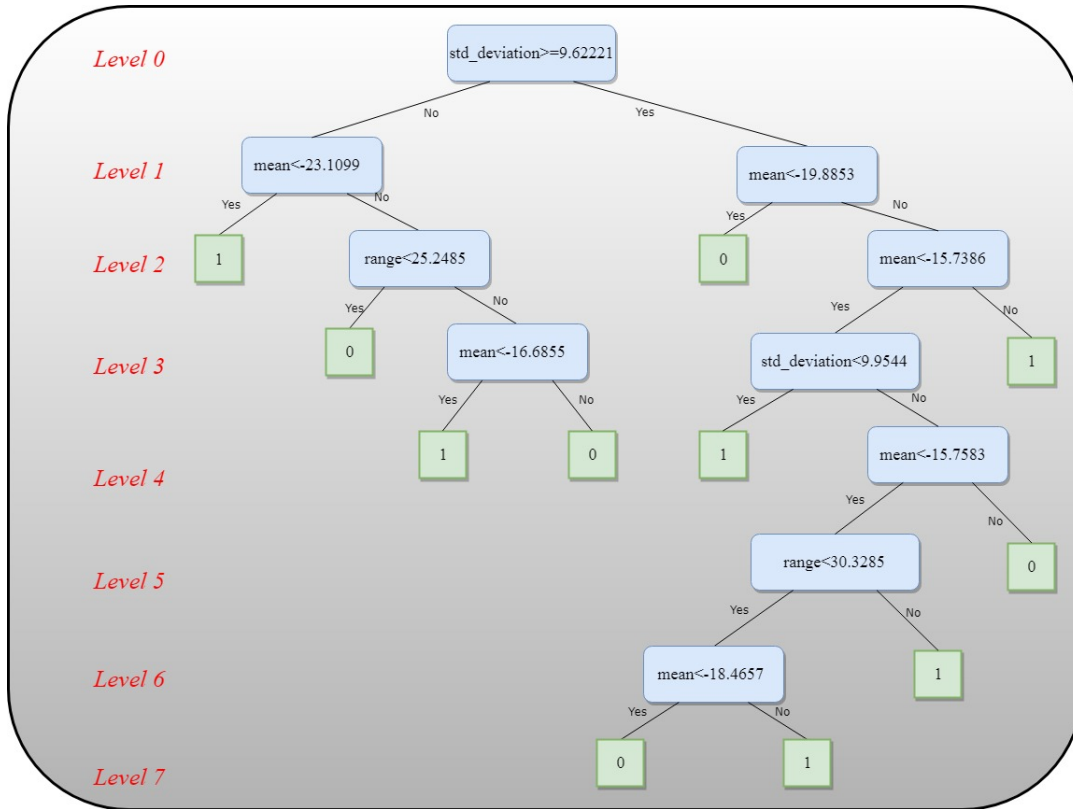 Level 0
std_deviation>=9.62221
No
Yes
Level 1
mean<-23.1099
mean<-19.8853
Yes
No
Yes
No
Level 2
1
range<25.2485
0
mean<-15.7386
Yes
No
Yes
No
Level 3
0
mean<-16.6855
std_deviation<9.9544
1
Yes
No
Yes
No
Level 4
1
0
1
mean<-15.7583
Yes
No
Level 5
range<30.3285
0
Yes
No
Level 6
mean<-18.4657
1
Yes
No
Level 7
0
1